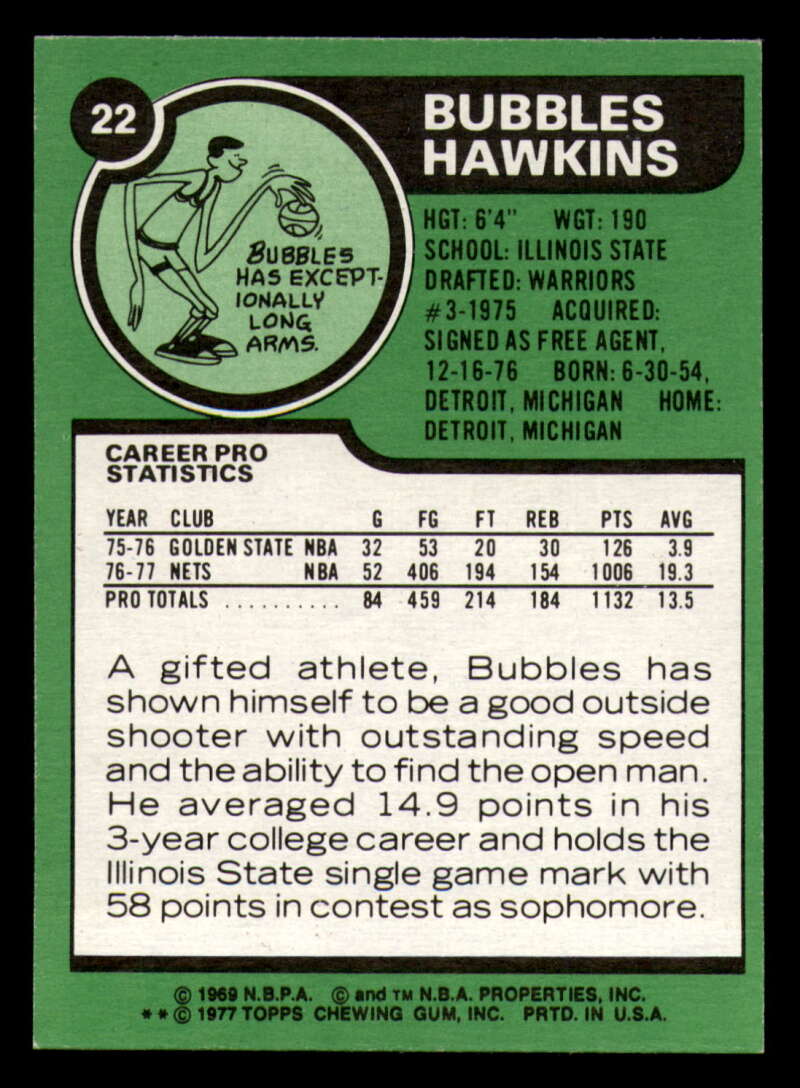 22
BUBBLES
HAWKINS
BUBBLES
HAS EXCEPT-
IONALLY
LONG
ARMS.
HGT: 6'4" WGT: 190
SCHOOL: ILLINOIS STATE
DRAFTED: WARRIORS
#3-1975 ACQUIRED:
SIGNED AS FREE AGENT,
12-16-76 BORN: 6-30-54,
DETROIT, MICHIGAN HOME:
DETROIT, MICHIGAN
CAREER PRO
STATISTICS
YEAR CLUB G FG FT REB PTS AVG
75-76 GOLDEN STATE NBA 32 53 20 30 126 3.9
76-77 NETS NBA 52 406 194 154 1006 19.3
PRO TOTALS .......... 84 459 214 184 1132 13.5
A gifted athlete, Bubbles has
shown himself to be a good outside
shooter with outstanding speed
and the ability to find the open man.
He averaged 14.9 points in his
3-year college career and holds the
Illinois State single game mark with
58 points in contest as sophomore.
© 1969 N.B.P.A. © and TM N.B.A. PROPERTIES, INC.
**© 1977 TOPPS CHEWING GUM, INC. PRTD. IN U.S.A.